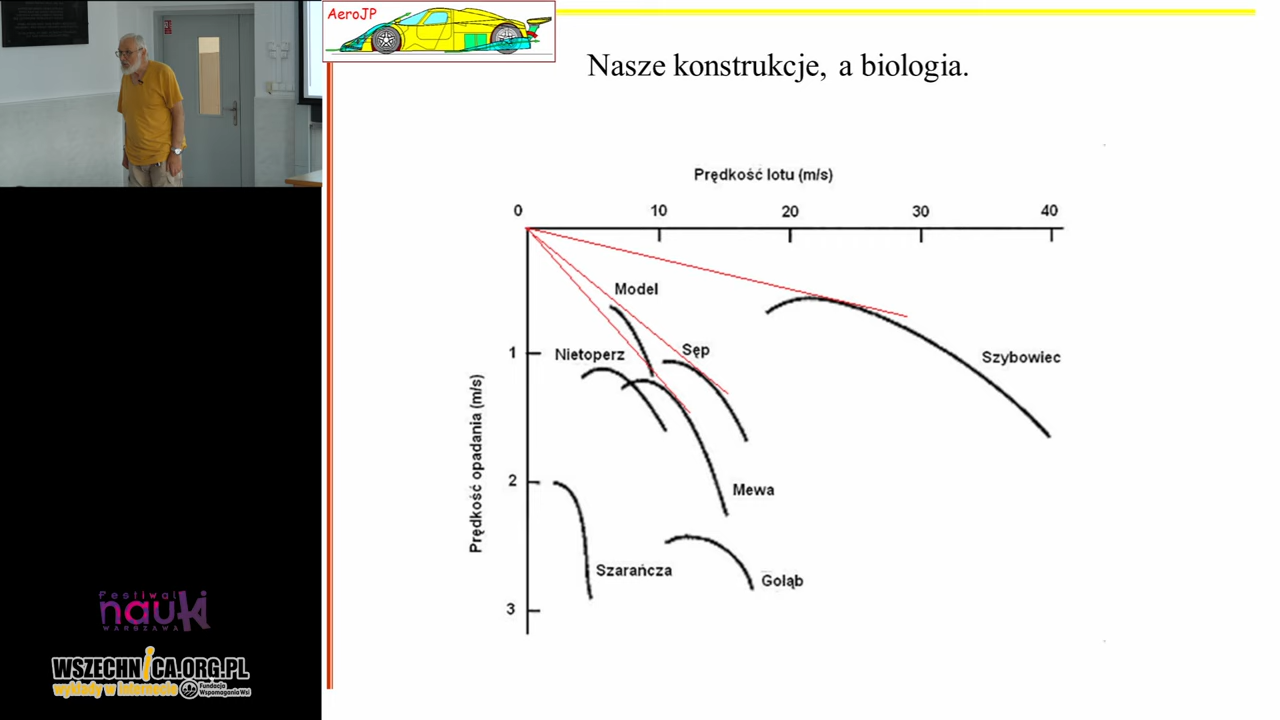 AeroJP
Nasze konstrukcje, a biologia.
Prędkość lotu (m/s)
0 10 20 30 40
Model
Nietoperz
Sęp
Szybowiec
1
Prędkość opadania (m/s)
2
Mewa
Szarańcza
Gołąb
3
Festiwal
nauki
WARSZAWA
WSZECHNICA.ORG.PL
wykłady w internecie
Fundacja
Wspomagania Wsi